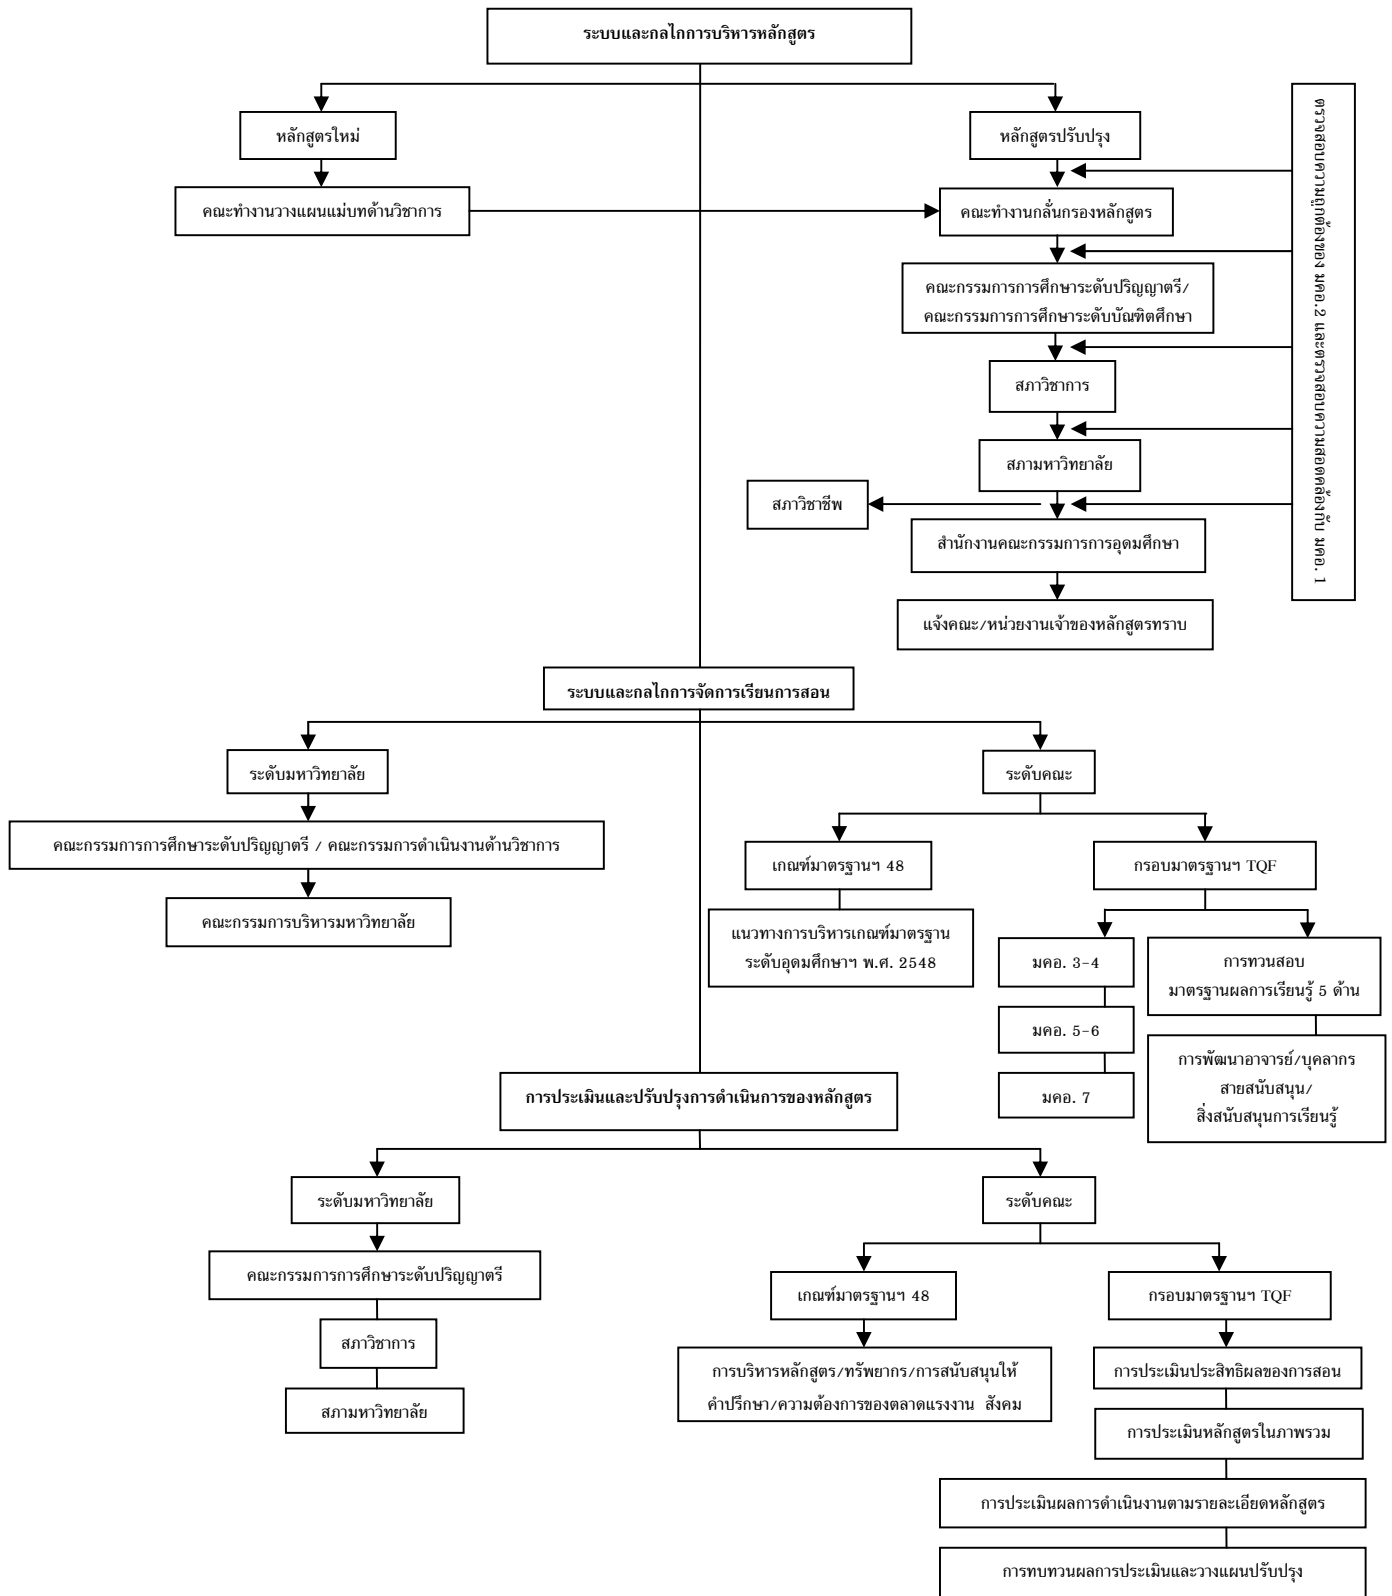 ระบบและกลไกการบริหารหลักสูตร
หลักสูตรใหม่
หลักสูตรปรับปรุง
คณะทำงานวางแผนแม่บทด้านวิชาการ
คณะทำงานกลั่นกรองหลักสูตร
คณะกรรมการการศึกษาระดับปริญญาตรี/
คณะกรรมการการศึกษาระดับบัณฑิตศึกษา
สภาวิชาการ
สภามหาวิทยาลัย
สภาวิชาชีพ
สำนักงานคณะกรรมการการอุดมศึกษา
แจ้งคณะ/หน่วยงานเจ้าของหลักสูตรทราบ
ตรวจสอบความถูกต้องของ มคอ.2 และตรวจสอบความสอดคล้องกับ มคอ. 1
ระบบและกลไกการจัดการเรียนการสอน
ระดับมหาวิทยาลัย
ระดับคณะ
คณะกรรมการการศึกษาระดับปริญญาตรี / คณะกรรมการดำเนินงานด้านวิชาการ
คณะกรรมการบริหารมหาวิทยาลัย
เกณฑ์มาตรฐานฯ 48
กรอบมาตรฐานฯ TQF
แนวทางการบริหารเกณฑ์มาตรฐาน
ระดับอุดมศึกษาฯ พ.ศ. 2548
มคอ. 3-4
มคอ. 5-6
มคอ. 7
การทวนสอบ
มาตรฐานผลการเรียนรู้ 5 ด้าน
การพัฒนาอาจารย์/บุคลากร
สายสนับสนุน/
สิ่งสนับสนุนการเรียนรู้
การประเมินและปรับปรุงการดำเนินการของหลักสูตร
ระดับมหาวิทยาลัย
ระดับคณะ
คณะกรรมการการศึกษาระดับปริญญาตรี
สภาวิชาการ
สภามหาวิทยาลัย
เกณฑ์มาตรฐานฯ 48
กรอบมาตรฐานฯ TQF
การบริหารหลักสูตร/ทรัพยากร/การสนับสนุนให้
คำปรึกษา/ความต้องการของตลาดแรงงาน สังคม
การประเมินประสิทธิผลของการสอน
การประเมินหลักสูตรในภาพรวม
การประเมินผลการดำเนินงานตามรายละเอียดหลักสูตร
การทบทวนผลการประเมินและวางแผนปรับปรุง